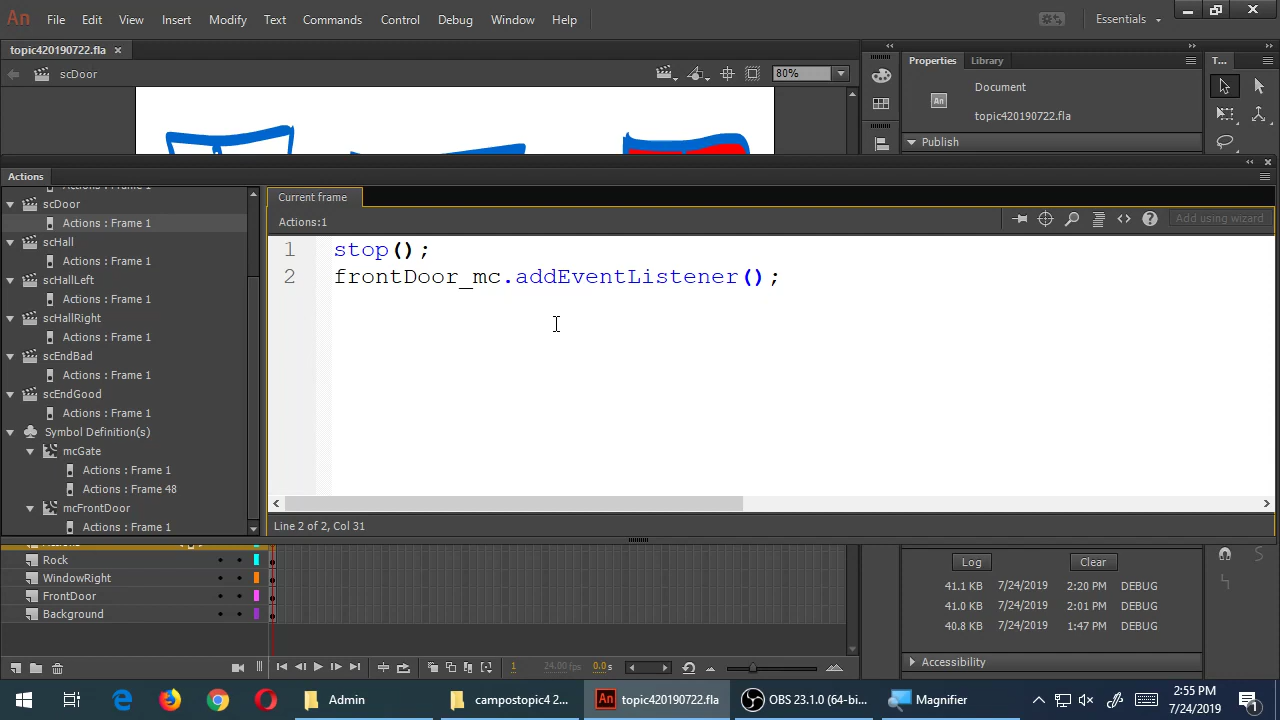 An File Edit View Insert Modify Text Commands Control Debug Window Help Essentials
topic420190722.fla ×
scDoor 80%
Properties Library T...
Document
An topic420190722.fla
Publish
Actions
Actions : Frame 1
scDoor
Actions : Frame 1
scHall
Actions : Frame 1
scHallLeft
Actions : Frame 1
scHallRight
Actions : Frame 1
scEndBad
Actions : Frame 1
scEndGood
Actions : Frame 1
Symbol Definition(s)
mcGate
Actions : Frame 1
Actions : Frame 48
mcFrontDoor
Actions : Frame 1
Current frame
Actions:1 Add using wizard
1 stop();
2 frontDoor_mc.addEventListener();
Line 2 of 2, Col 31
Rock
WindowRight
FrontDoor
Background
1 24.00 fps 0.0 s
Log Clear
41.1 KB 7/24/2019 2:20 PM DEBUG
41.0 KB 7/24/2019 2:01 PM DEBUG
40.8 KB 7/24/2019 1:47 PM DEBUG
Accessibility
Admin campostopic4 2... An topic420190722.fla OBS 23.1.0 (64-bi... Magnifier
2:55 PM
7/24/2019
1